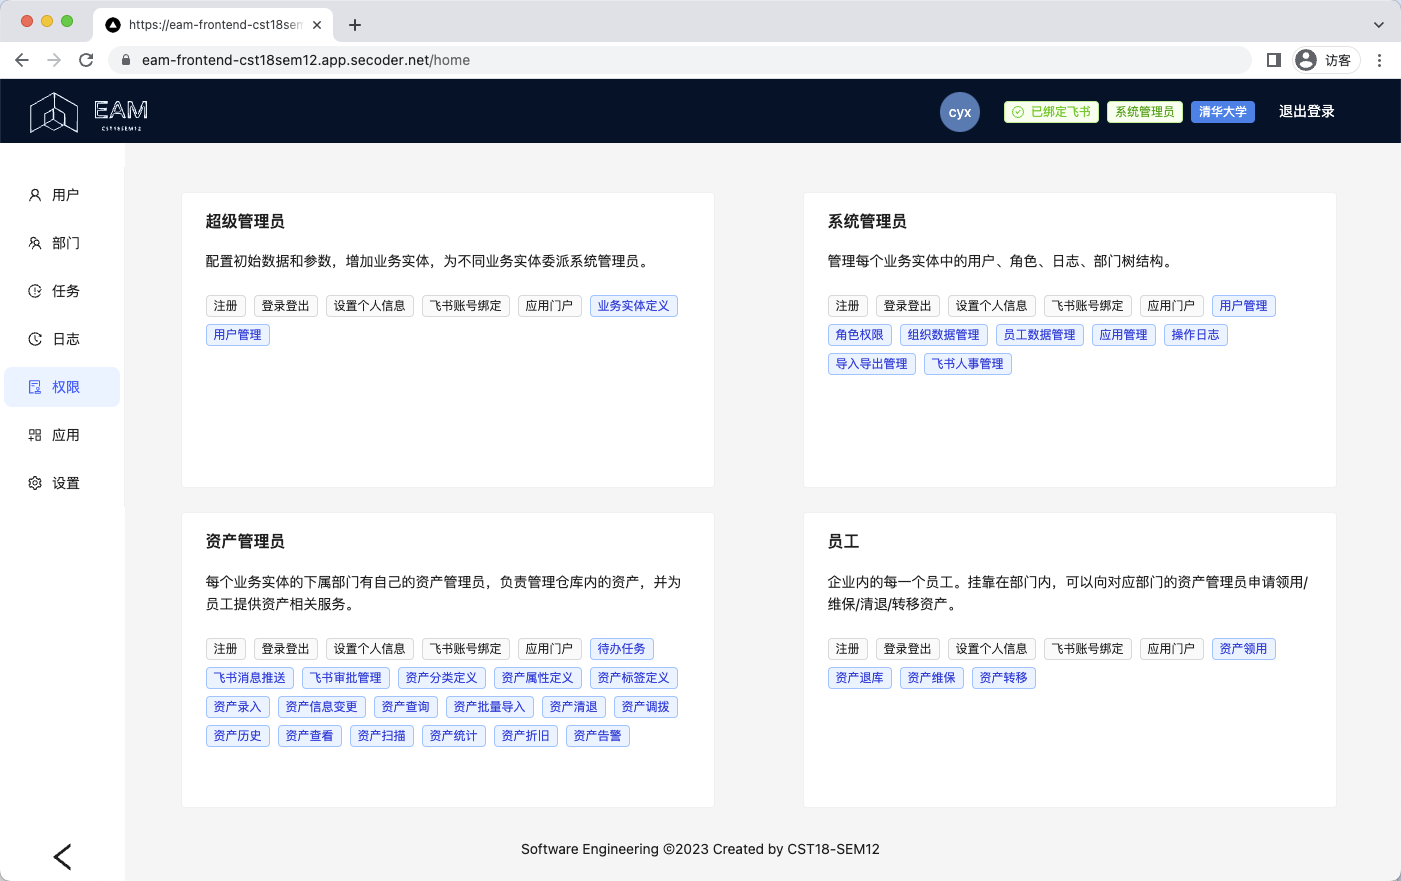 https://eam-frontend-cst18sem
eam-frontend-cst18sem12.app.secoder.net/home
访客
EAM
CST18SEM12
cyx
已绑定飞书
系统管理员
清华大学
退出登录
用户
部门
任务
日志
权限
应用
设置
超级管理员
配置初始数据和参数，增加业务实体，为不同业务实体委派系统管理员。
注册 登录登出 设置个人信息 飞书账号绑定 应用门户 业务实体定义
用户管理
系统管理员
管理每个业务实体中的用户、角色、日志、部门树结构。
注册 登录登出 设置个人信息 飞书账号绑定 应用门户 用户管理
角色权限 组织数据管理 员工数据管理 应用管理 操作日志
导入导出管理 飞书人事管理
资产管理员
每个业务实体的下属部门有自己的资产管理员，负责管理仓库内的资产，并为
员工提供资产相关服务。
注册 登录登出 设置个人信息 飞书账号绑定 应用门户 待办任务
飞书消息推送 飞书审批管理 资产分类定义 资产属性定义 资产标签定义
资产录入 资产信息变更 资产查询 资产批量导入 资产清退 资产调拨
资产历史 资产查看 资产扫描 资产统计 资产折旧 资产告警
员工
企业内的每一个员工。挂靠在部门内，可以向对应部门的资产管理员申请领用/
维保/清退/转移资产。
注册 登录登出 设置个人信息 飞书账号绑定 应用门户 资产领用
资产退库 资产维保 资产转移
Software Engineering ©2023 Created by CST18-SEM12